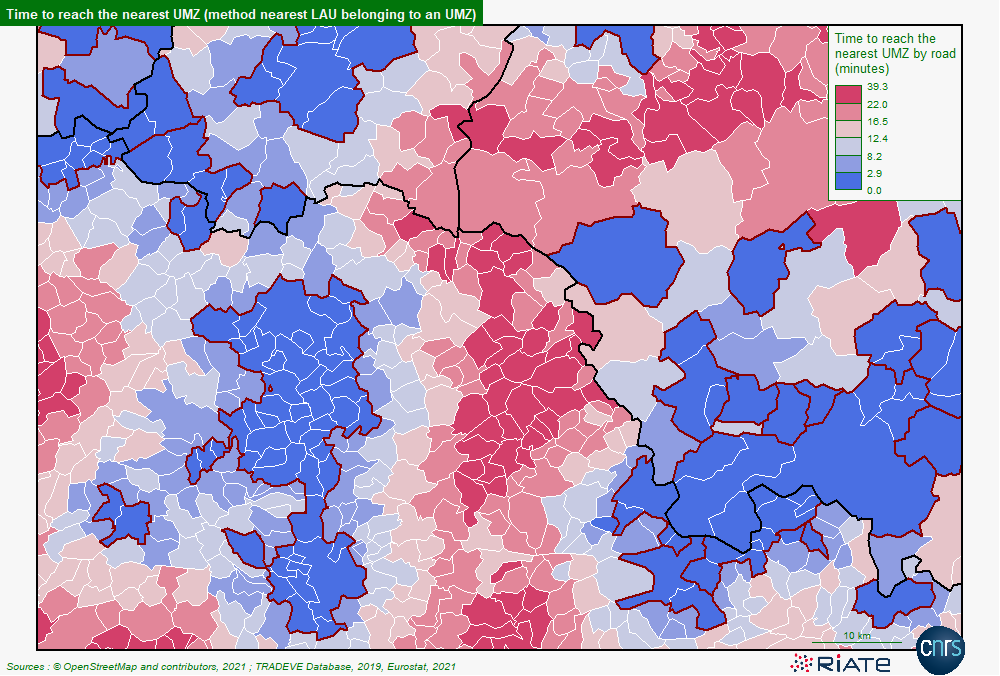 Time to reach the nearest UMZ (method nearest LAU belonging to an UMZ)
Time to reach the
nearest UMZ by road
(minutes)
39.3
22.0
16.5
12.4
8.2
2.9
0.0
10 km
Sources : © OpenStreetMap and contributors, 2021 ; TRADEVE Database, 2019, Eurostat, 2021
RIATE
cnrs